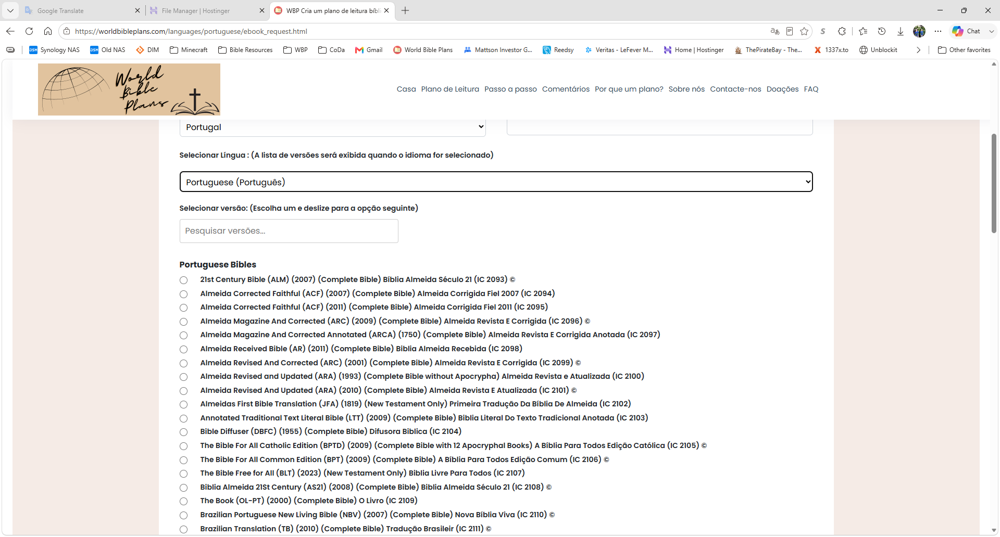 Google Translate
File Manager | Hostinger
WBP Cria um plano de leitura bíbli
https://worldbibleplans.com/languages/portuguese/ebook_request.html
Chat
Synology NAS
Old NAS
DIM
Minecraft
Bible Resources
WBP
CoDa
Gmail
World Bible Plans
Mattson Investor G...
Reedsy
Veritas - LeFever M...
Home | Hostinger
ThePirateBay - The...
1337x.to
Unblockit
Other favorites
World
Bible
Plans
Casa Plano de Leitura Passo a passo Comentários Por que um plano? Sobre nós Contacte-nos Doações FAQ
Portugal
Selecionar Língua : (A lista de versões será exibida quando o idioma for selecionado)
Portuguese (Português)
Selecionar versão: (Escolha um e deslize para a opção seguinte)
Pesquisar versões...
Portuguese Bibles
21st Century Bible (ALM) (2007) (Complete Bible) Bíblia Almeida Século 21 (IC 2093) ©
Almeida Corrected Faithful (ACF) (2007) (Complete Bible) Almeida Corrigida Fiel 2007 (IC 2094)
Almeida Corrected Faithful (ACF) (2011) (Complete Bible) Almeida Corrigida Fiel 2011 (IC 2095)
Almeida Magazine And Corrected (ARC) (2009) (Complete Bible) Almeida Revista E Corrigida (IC 2096) ©
Almeida Magazine And Corrected Annotated (ARCA) (1750) (Complete Bible) Almeida Revista E Corrigida Anotada (IC 2097)
Almeida Received Bible (AR) (2011) (Complete Bible) Biblia Almeida Recebida (IC 2098)
Almeida Revised And Corrected (ARC) (2001) (Complete Bible) Almeida Revista E Corrigida (IC 2099) ©
Almeida Revised and Updated (ARA) (1993) (Complete Bible without Apocrypha) Almeida Revista e Atualizada (IC 2100)
Almeida Revised And Updated (ARA) (2010) (Complete Bible) Almeida Revista E Atualizada (IC 2101) ©
Almeidas First Bible Translation (JFA) (1819) (New Testament Only) Primeira Tradução Da Bíblia De Almeida (IC 2102)
Annotated Traditional Text Literal Bible (LTT) (2009) (Complete Bible) Biblia Literal Do Texto Tradicional Anotada (IC 2103)
Bible Diffuser (DBFC) (1955) (Complete Bible) Difusora Biblica (IC 2104)
The Bible For All Catholic Edition (BPTD) (2009) (Complete Bible with 12 Apocryphal Books) A Bíblia Para Todos Edição Católica (IC 2105) ©
The Bible For All Common Edition (BPT) (2009) (Complete Bible) A Bíblia Para Todos Edição Comum (IC 2106) ©
The Bible Free for All (BLT) (2023) (New Testament Only) Biblia Livre Para Todos (IC 2107)
Biblia Almeida 21St Century (AS21) (2008) (Complete Bible) Biblia Almeida Século 21 (IC 2108) ©
The Book (OL-PT) (2000) (Complete Bible) O Livro (IC 2109)
Brazilian Portuguese New Living Bible (NBV) (2007) (Complete Bible) Nova Bíblia Viva (IC 2110) ©
Brazilian Translation (TB) (2010) (Complete Bible) Tradução Brasileir (IC 2111) ©